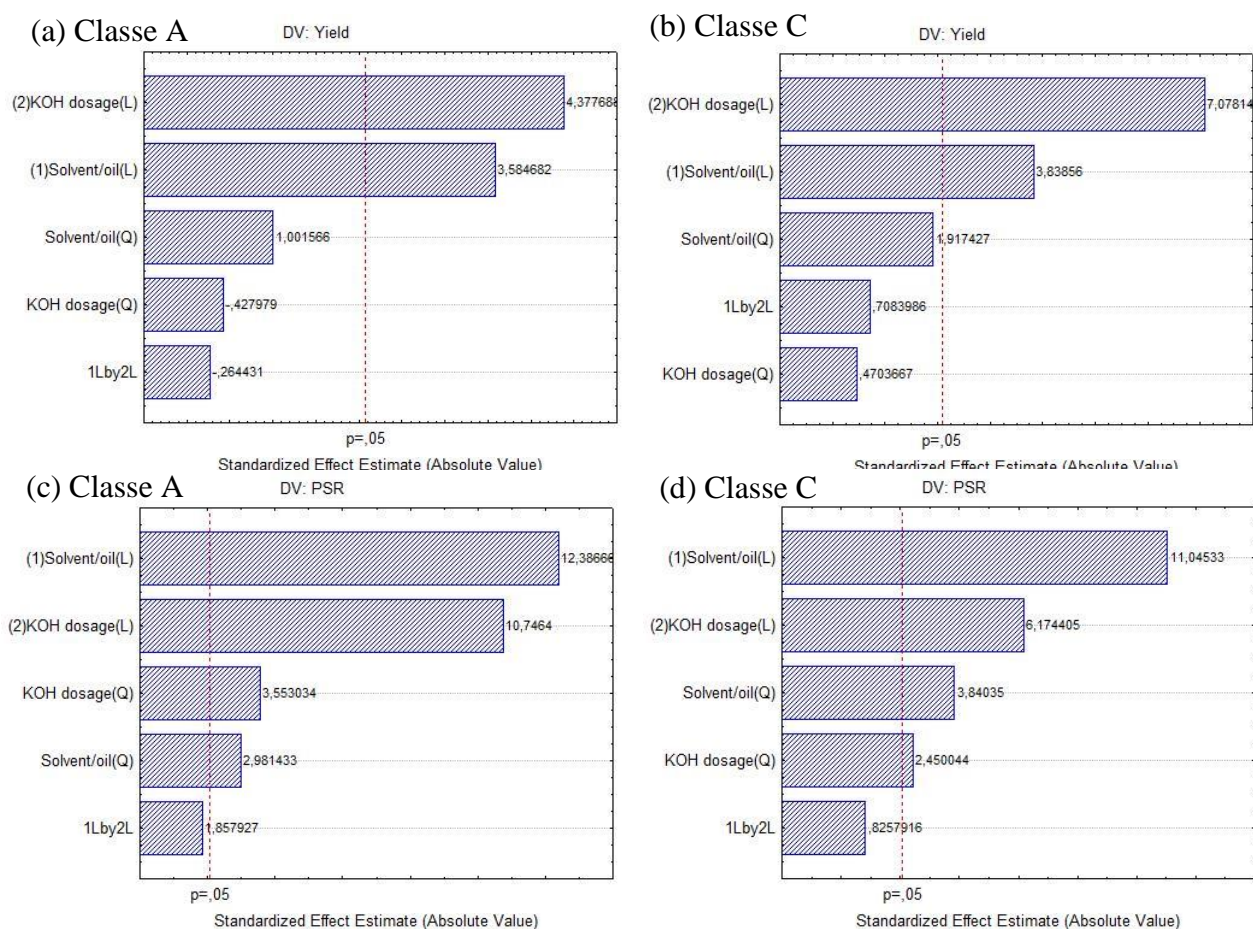 (a) Classe A
DV: Yield
(2)KOH dosage(L)
4,377688
(1)Solvent/oil(L)
3,584682
Solvent/oil(Q)
1,001566
KOH dosage(Q)
-,427979
1Lby2L
-,264431
p=,05
Standardized Effect Estimate (Absolute Value)
(b) Classe C
DV: Yield
(2)KOH dosage(L)
7,07814
(1)Solvent/oil(L)
3,83856
Solvent/oil(Q)
1,917427
1Lby2L
,7083986
KOH dosage(Q)
,4703667
p=,05
Standardized Effect Estimate (Absolute Value)
(c) Classe A
DV: PSR
(1)Solvent/oil(L)
12,38666
(2)KOH dosage(L)
10,7464
KOH dosage(Q)
3,553034
Solvent/oil(Q)
2,981433
1Lby2L
1,857927
p=,05
Standardized Effect Estimate (Absolute Value)
(d) Classe C
DV: PSR
(1)Solvent/oil(L)
11,04533
(2)KOH dosage(L)
6,174405
Solvent/oil(Q)
3,84035
KOH dosage(Q)
2,450044
1Lby2L
,8257916
p=,05
Standardized Effect Estimate (Absolute Value)